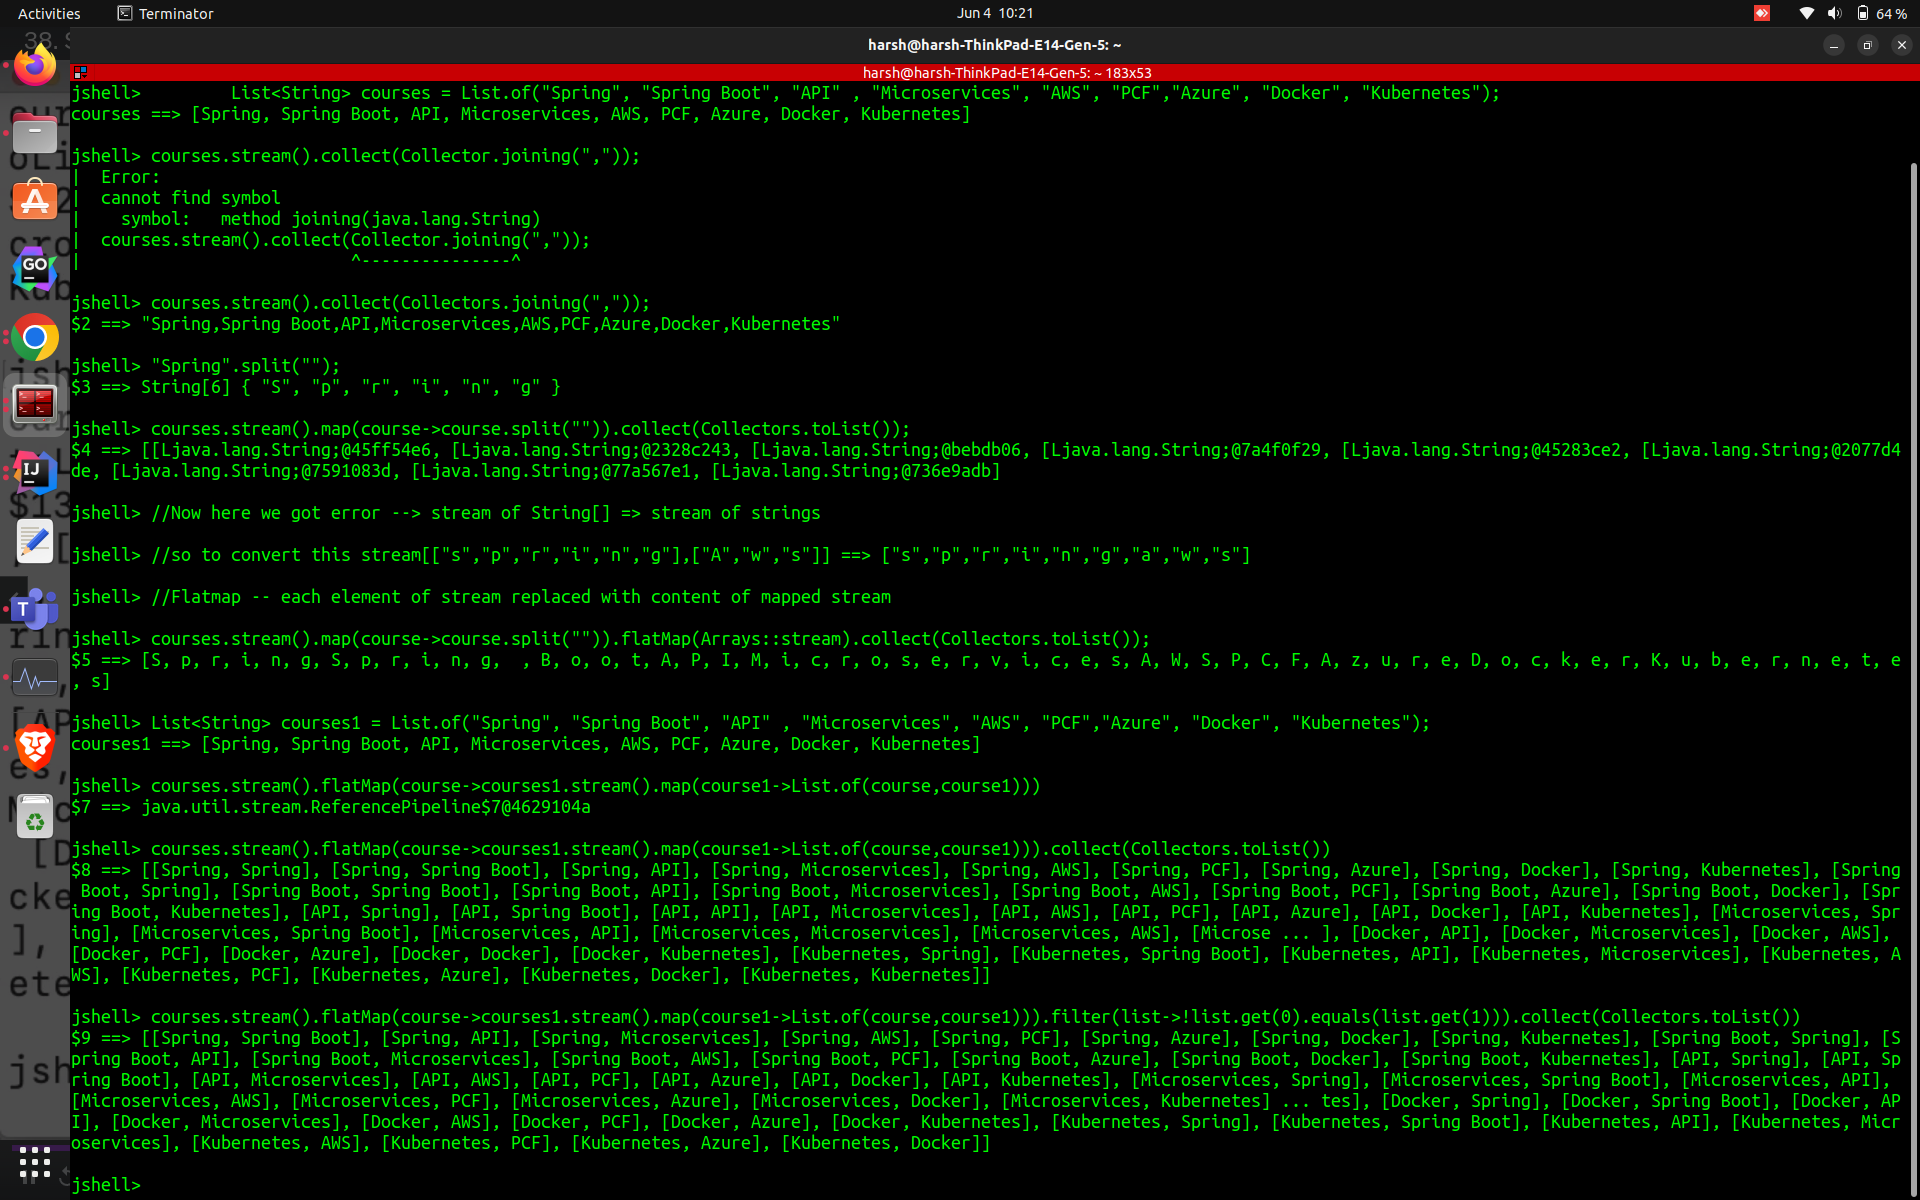 Activities
Terminator
Jun 4 10:21
64 %
harsh@harsh-ThinkPad-E14-Gen-5: ~
harsh@harsh-ThinkPad-E14-Gen-5: ~ 183x53
jshell>         List<String> courses = List.of("Spring", "Spring Boot", "API" , "Microservices", "AWS", "PCF","Azure", "Docker", "Kubernetes");
courses ==> [Spring, Spring Boot, API, Microservices, AWS, PCF, Azure, Docker, Kubernetes]
jshell> courses.stream().collect(Collector.joining(","));
|  Error:
|  cannot find symbol
|    symbol:   method joining(java.lang.String)
|  courses.stream().collect(Collector.joining(","));
|                           ^---------------^
jshell> courses.stream().collect(Collectors.joining(","));
$2 ==> "Spring,Spring Boot,API,Microservices,AWS,PCF,Azure,Docker,Kubernetes"
jshell> "Spring".split("");
$3 ==> String[6] { "S", "p", "r", "i", "n", "g" }
jshell> courses.stream().map(course->course.split("")).collect(Collectors.toList());
$4 ==> [[Ljava.lang.String;@45ff54e6, [Ljava.lang.String;@2328c243, [Ljava.lang.String;@bebdb06, [Ljava.lang.String;@7a4f0f29, [Ljava.lang.String;@45283ce2, [Ljava.lang.String;@2077d4
de, [Ljava.lang.String;@7591083d, [Ljava.lang.String;@77a567e1, [Ljava.lang.String;@736e9adb]
jshell> //Now here we got error --> stream of String[] => stream of strings
jshell> //so to convert this stream[["s","p","r","i","n","g"],["A","w","s"]] ==> ["s","p","r","i","n","g","a","w","s"]
jshell> //Flatmap -- each element of stream replaced with content of mapped stream
jshell> courses.stream().map(course->course.split("")).flatMap(Arrays::stream).collect(Collectors.toList());
$5 ==> [S, p, r, i, n, g, S, p, r, i, n, g,  , B, o, o, t, A, P, I, M, i, c, r, o, s, e, r, v, i, c, e, s, A, W, S, P, C, F, A, z, u, r, e, D, o, c, k, e, r, K, u, b, e, r, n, e, t, e
, s]
jshell> List<String> courses1 = List.of("Spring", "Spring Boot", "API" , "Microservices", "AWS", "PCF","Azure", "Docker", "Kubernetes");
courses1 ==> [Spring, Spring Boot, API, Microservices, AWS, PCF, Azure, Docker, Kubernetes]
jshell> courses.stream().flatMap(course->courses1.stream().map(course1->List.of(course,course1)))
$7 ==> java.util.stream.ReferencePipeline$7@4629104a
jshell> courses.stream().flatMap(course->courses1.stream().map(course1->List.of(course,course1))).collect(Collectors.toList())
$8 ==> [[Spring, Spring], [Spring, Spring Boot], [Spring, API], [Spring, Microservices], [Spring, AWS], [Spring, PCF], [Spring, Azure], [Spring, Docker], [Spring, Kubernetes], [Spring
 Boot, Spring], [Spring Boot, Spring Boot], [Spring Boot, API], [Spring Boot, Microservices], [Spring Boot, AWS], [Spring Boot, PCF], [Spring Boot, Azure], [Spring Boot, Docker], [Spr
ing Boot, Kubernetes], [API, Spring], [API, Spring Boot], [API, API], [API, Microservices], [API, AWS], [API, PCF], [API, Azure], [API, Docker], [API, Kubernetes], [Microservices, Spr
ing], [Microservices, Spring Boot], [Microservices, API], [Microservices, Microservices], [Microservices, AWS], [Microse ... ], [Docker, API], [Docker, Microservices], [Docker, AWS],
[Docker, PCF], [Docker, Azure], [Docker, Docker], [Docker, Kubernetes], [Kubernetes, Spring], [Kubernetes, Spring Boot], [Kubernetes, API], [Kubernetes, Microservices], [Kubernetes, A
WS], [Kubernetes, PCF], [Kubernetes, Azure], [Kubernetes, Docker], [Kubernetes, Kubernetes]]
jshell> courses.stream().flatMap(course->courses1.stream().map(course1->List.of(course,course1))).filter(list->!list.get(0).equals(list.get(1))).collect(Collectors.toList())
$9 ==> [[Spring, Spring Boot], [Spring, API], [Spring, Microservices], [Spring, AWS], [Spring, PCF], [Spring, Azure], [Spring, Docker], [Spring, Kubernetes], [Spring Boot, Spring], [S
pring Boot, API], [Spring Boot, Microservices], [Spring Boot, AWS], [Spring Boot, PCF], [Spring Boot, Azure], [Spring Boot, Docker], [Spring Boot, Kubernetes], [API, Spring], [API, Sp
ring Boot], [API, Microservices], [API, AWS], [API, PCF], [API, Azure], [API, Docker], [API, Kubernetes], [Microservices, Spring], [Microservices, Spring Boot], [Microservices, API],
[Microservices, AWS], [Microservices, PCF], [Microservices, Azure], [Microservices, Docker], [Microservices, Kubernetes] ... tes], [Docker, Spring], [Docker, Spring Boot], [Docker, AP
I], [Docker, Microservices], [Docker, AWS], [Docker, PCF], [Docker, Azure], [Docker, Kubernetes], [Kubernetes, Spring], [Kubernetes, Spring Boot], [Kubernetes, API], [Kubernetes, Micr
oservices], [Kubernetes, AWS], [Kubernetes, PCF], [Kubernetes, Azure], [Kubernetes, Docker]]
jshell>